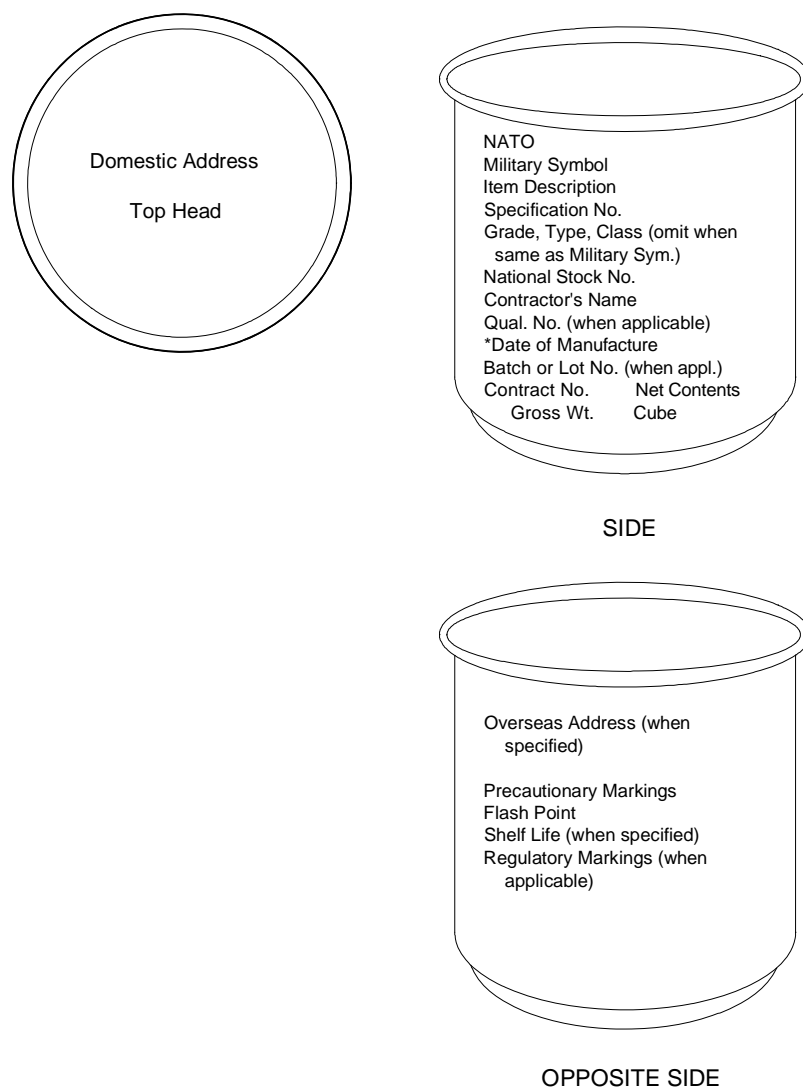 Domestic Address
Top Head
NATO
Military Symbol
Item Description
Specification No.
Grade, Type, Class (omit when
same as Military Sym.)
National Stock No.
Contractor's Name
Qual. No. (when applicable)
*Date of Manufacture
Batch or Lot No. (when appl.)
Contract No. Net Contents
Gross Wt. Cube
SIDE
Overseas Address (when
specified)
Precautionary Markings
Flash Point
Shelf Life (when specified)
Regulatory Markings (when
applicable)
OPPOSITE SIDE